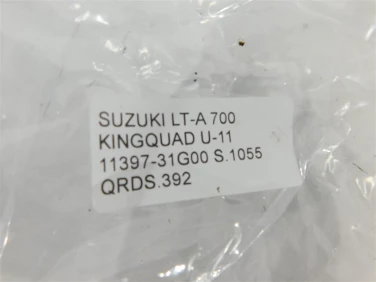 SUZUKI LT-A 700
KINGQUAD U-11
11397-31G00 S.1055
QRDS.392